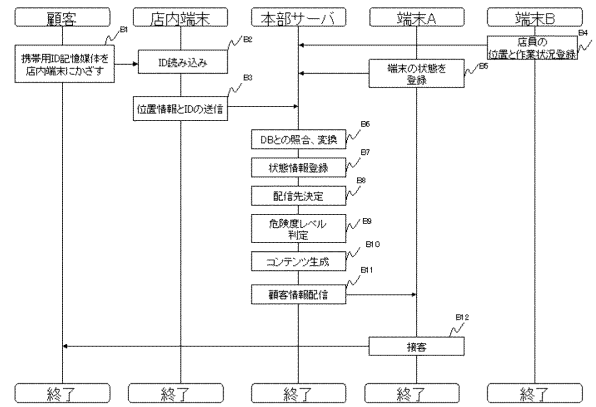 顧客
店内端末
本部サーバ
端末A
端末B
B1
携帯用ID記憶媒体を
店内端末にかざす
B2
ID読み込み
B4
店員の
位置と作業状況登録
B5
端末の状態を
登録
B3
位置情報とIDの送信
B6
DBとの照合、変換
B7
状態情報登録
B8
配信先決定
B9
危険度レベル
判定
B10
コンテンツ生成
B11
顧客情報配信
B12
接客
終了
終了
終了
終了
終了